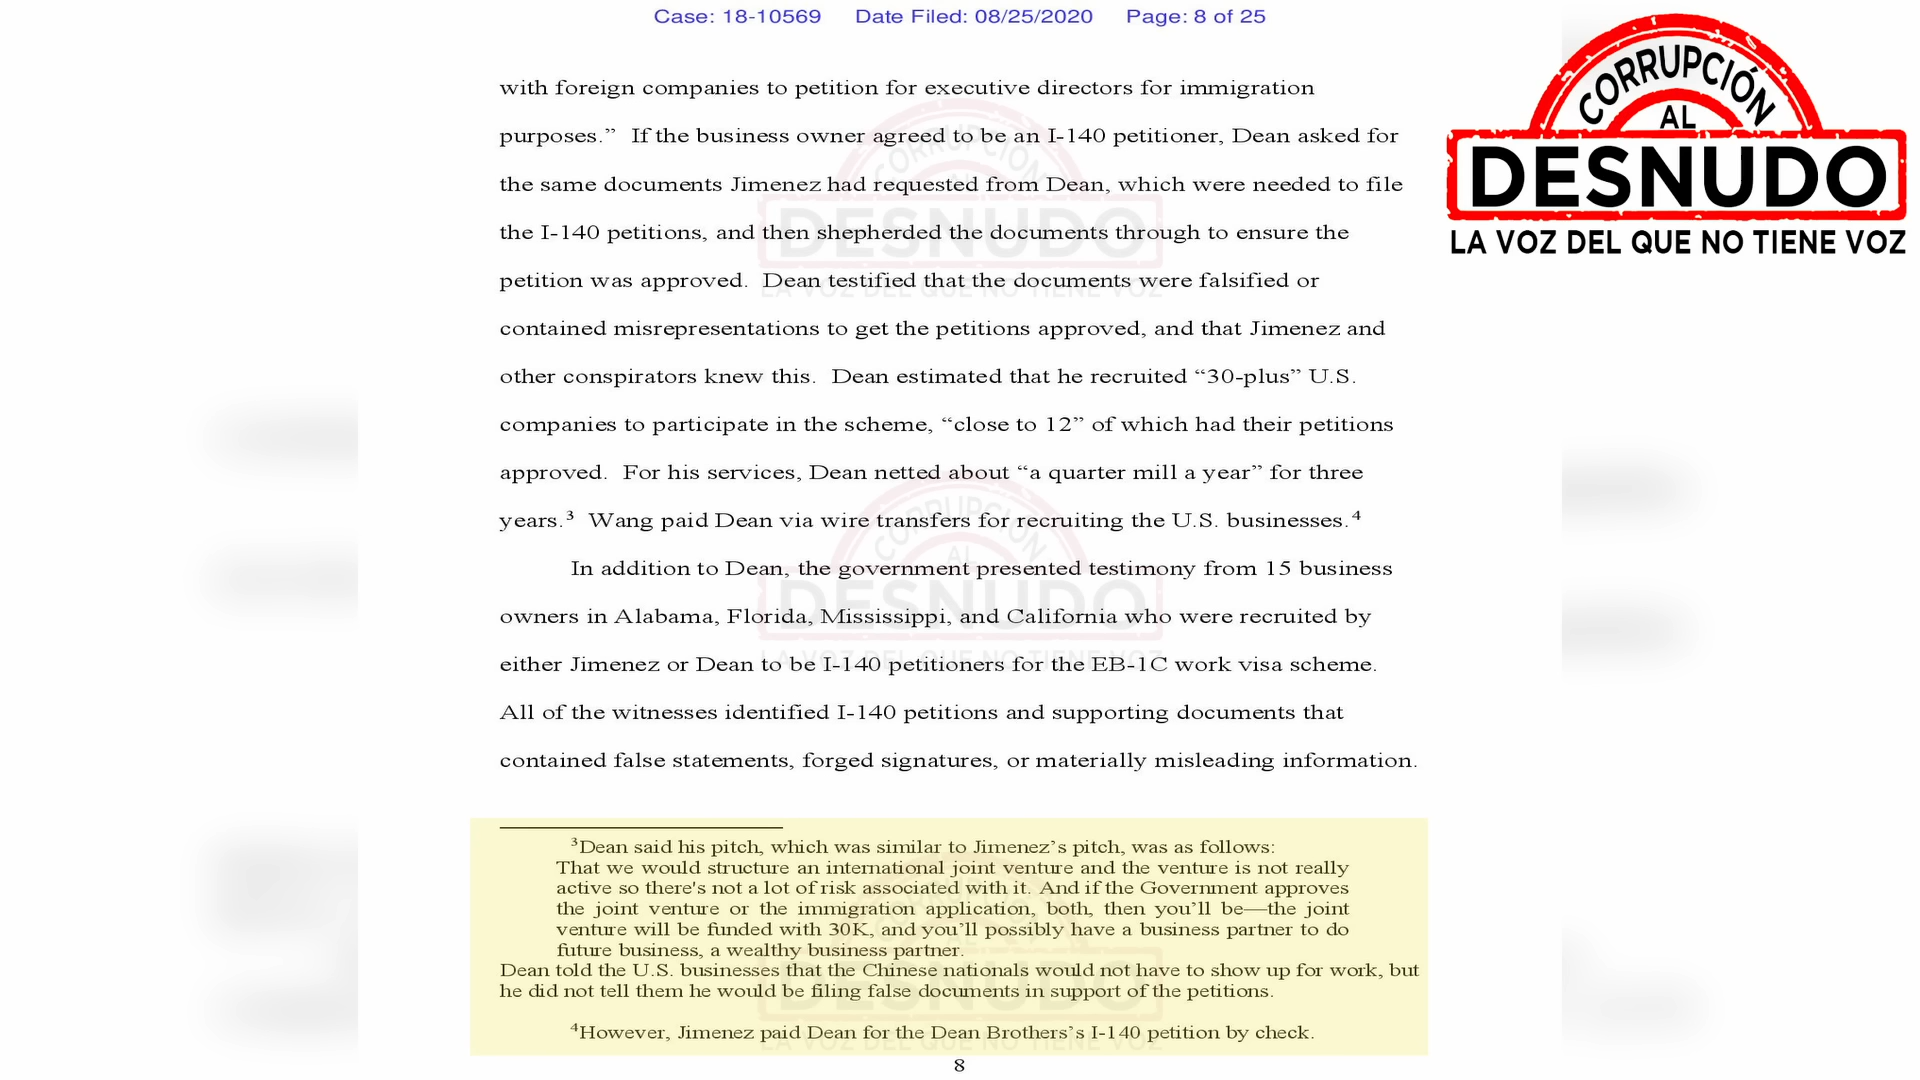 Case: 18-10569 Date Filed: 08/25/2020 Page: 8 of 25
CORRUPCIÓN
AL
DESNUDO
LA VOZ DEL QUE NO TIENE VOZ
with foreign companies to petition for executive directors for immigration
purposes.” If the business owner agreed to be an I-140 petitioner, Dean asked for
the same documents Jimenez had requested from Dean, which were needed to file
the I-140 petitions, and then shepherded the documents through to ensure the
petition was approved. Dean testified that the documents were falsified or
contained misrepresentations to get the petitions approved, and that Jimenez and
other conspirators knew this. Dean estimated that he recruited “30-plus” U.S.
companies to participate in the scheme, “close to 12” of which had their petitions
approved. For his services, Dean netted about “a quarter mill a year” for three
years.³ Wang paid Dean via wire transfers for recruiting the U.S. businesses.⁴
In addition to Dean, the government presented testimony from 15 business
owners in Alabama, Florida, Mississippi, and California who were recruited by
either Jimenez or Dean to be I-140 petitioners for the EB-1C work visa scheme.
All of the witnesses identified I-140 petitions and supporting documents that
contained false statements, forged signatures, or materially misleading information.
³Dean said his pitch, which was similar to Jimenez’s pitch, was as follows:
That we would structure an international joint venture and the venture is not really
active so there's not a lot of risk associated with it. And if the Government approves
the joint venture or the immigration application, both, then you’ll be—the joint
venture will be funded with 30K, and you’ll possibly have a business partner to do
future business, a wealthy business partner.
Dean told the U.S. businesses that the Chinese nationals would not have to show up for work, but
he did not tell them he would be filing false documents in support of the petitions.
⁴However, Jimenez paid Dean for the Dean Brothers’s I-140 petition by check.
8